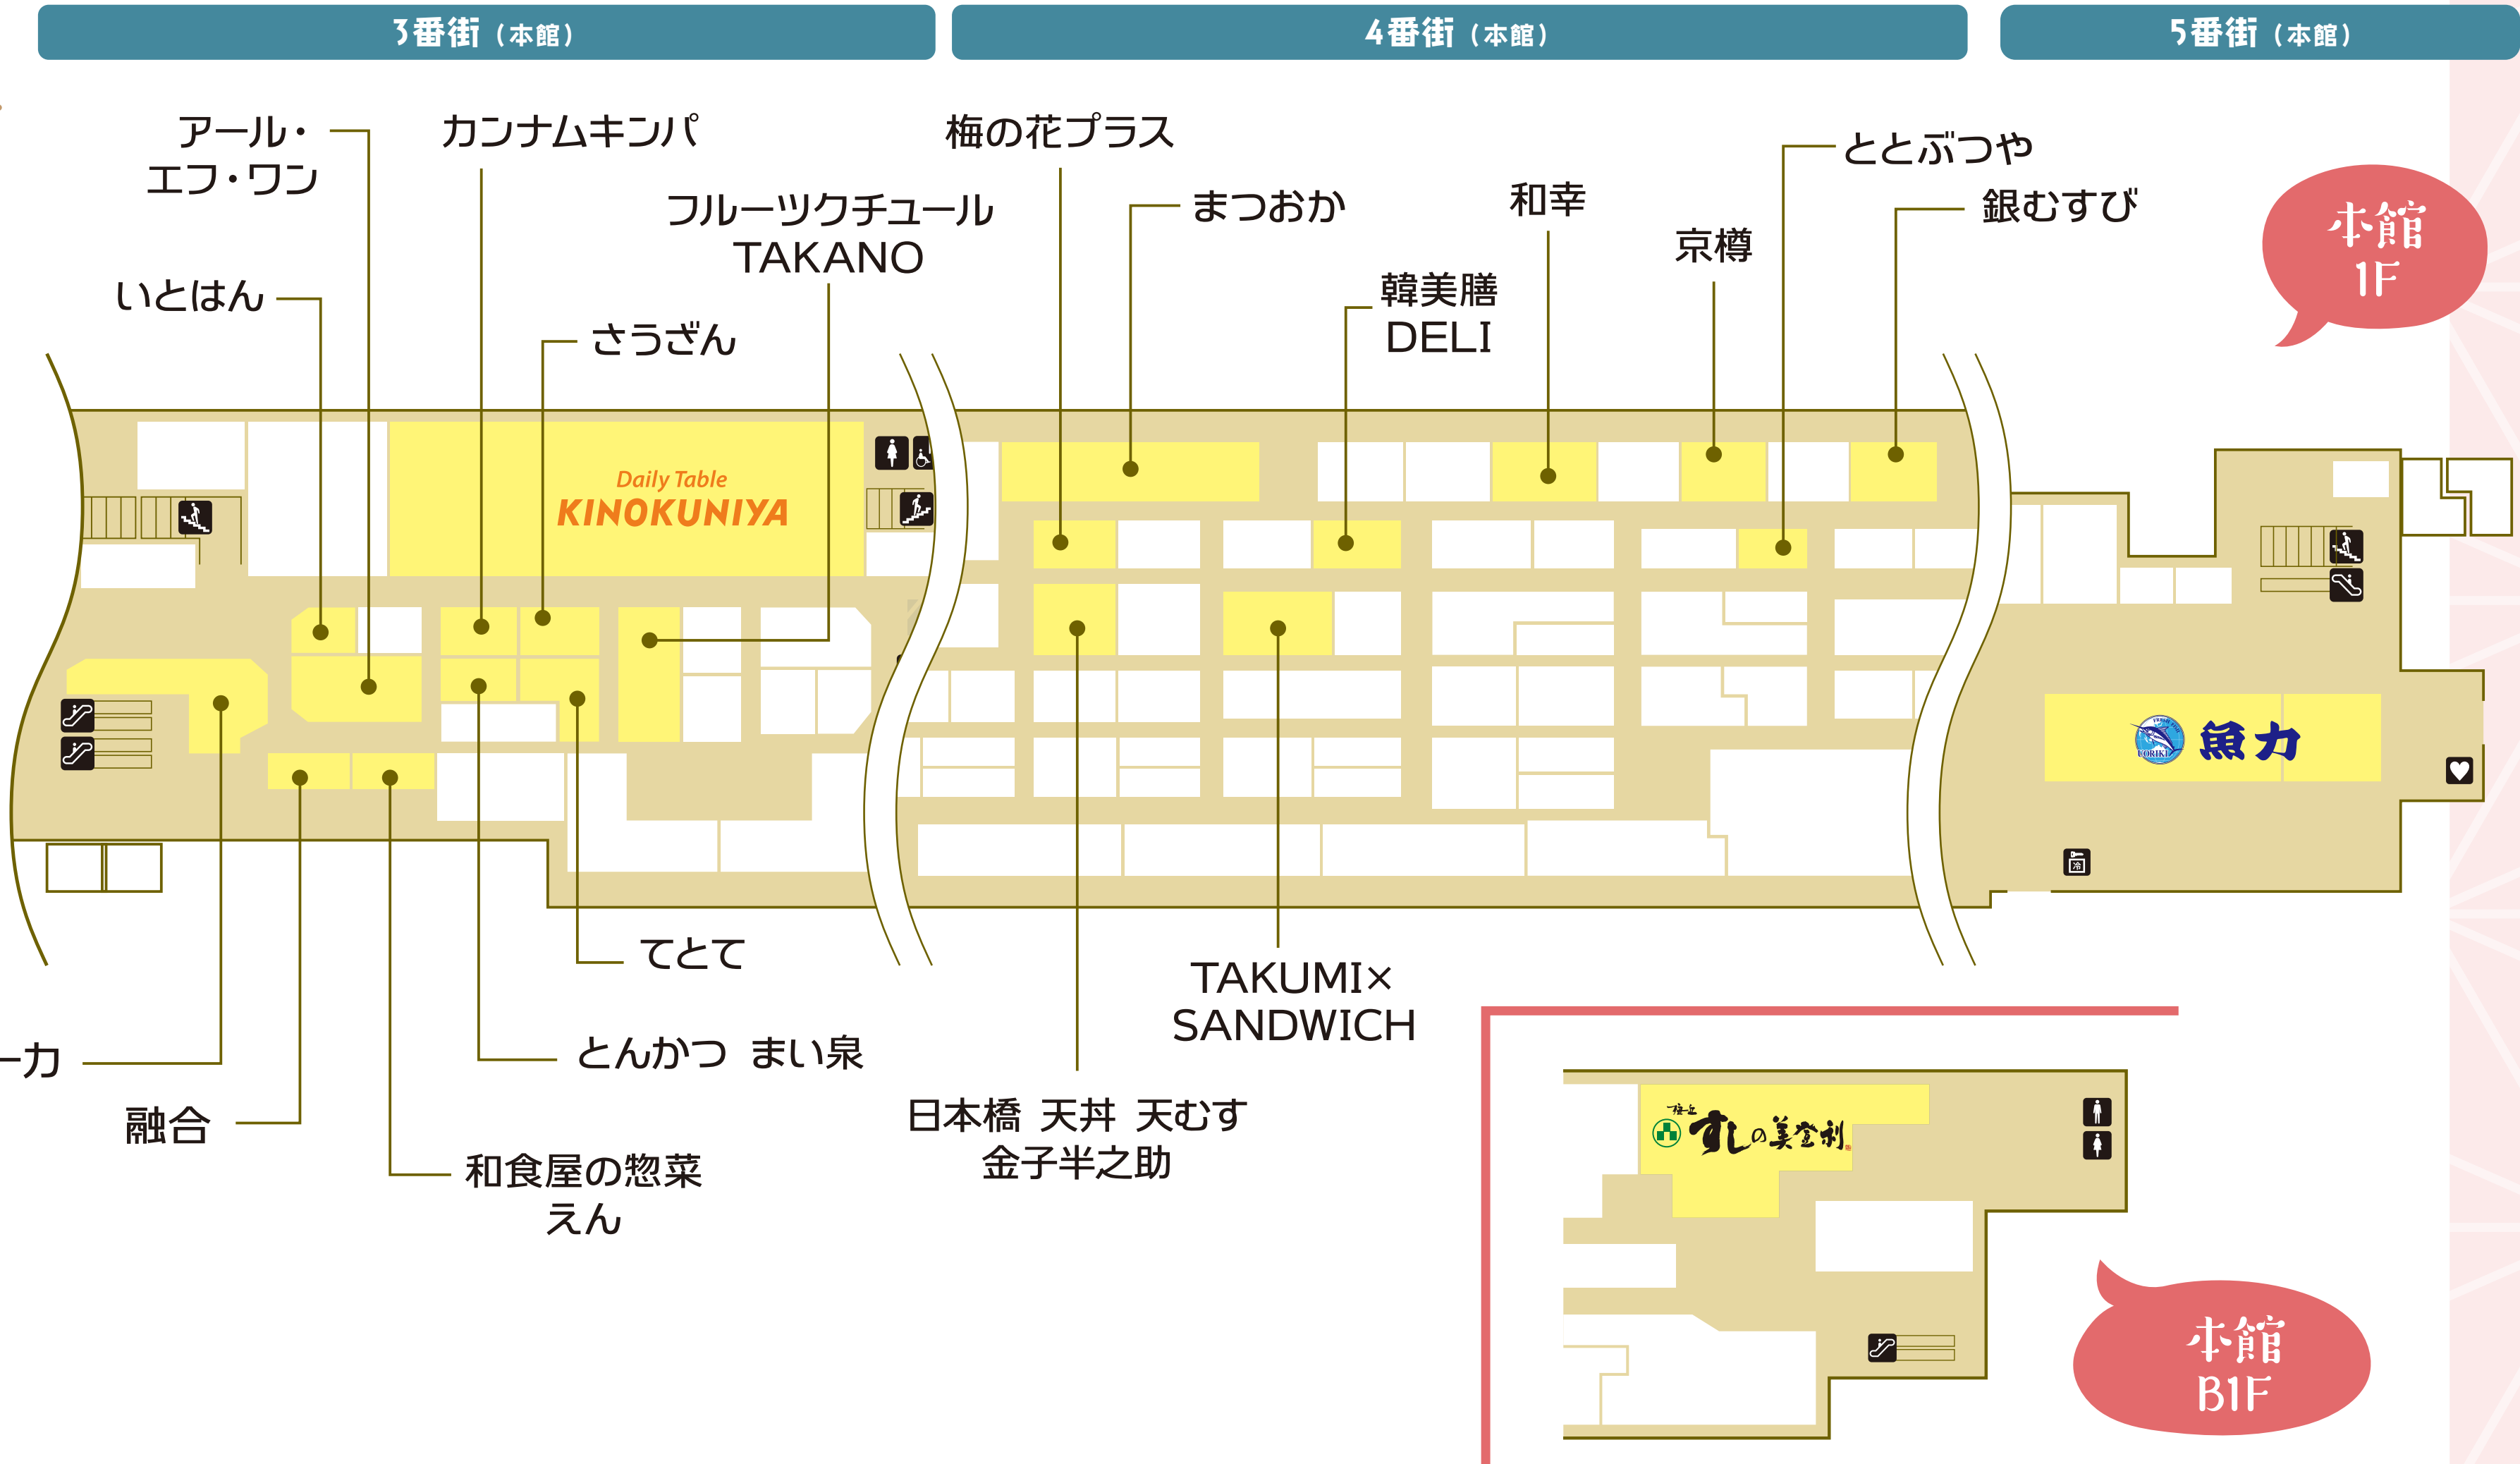 3番街（本館）
4番街（本館）
5番街（本館）
アール・
エフ・ワン
カンナムキンパ
フルーツクチュール
TAKANO
いとはん
さうざん
梅の花プラス
まつおか
韓美膳
DELI
和幸
京樽
ととぶつや
銀むすび
本館
1F
Daily Table
KINOKUNIYA
UORIKI
魚力
冷
てとて
とんかつ まい泉
ー力
融合
和食屋の惣菜
えん
日本橋 天丼 天むす
金子半之助
TAKUMI×
SANDWICH
すしの美登利
本館
B1F